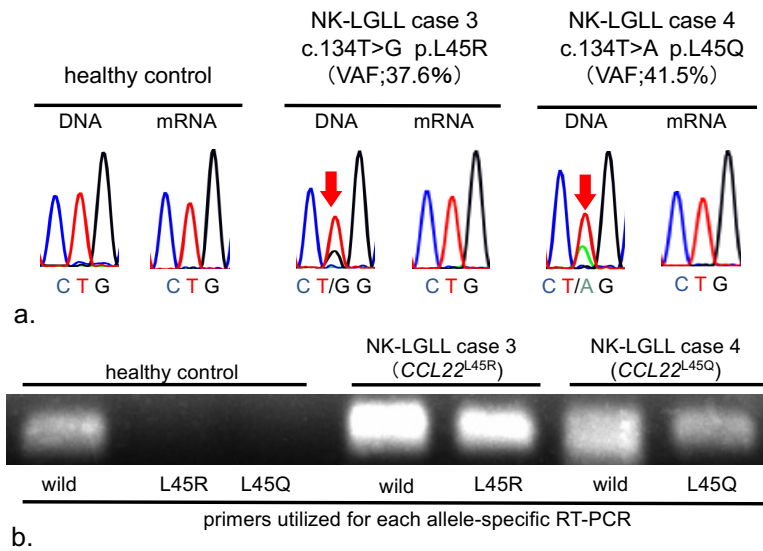 healthy control
NK-LGLL case 3
c.134T>G p.L45R
(VAF;37.6%)
NK-LGLL case 4
c.134T>A p.L45Q
(VAF;41.5%)
DNA mRNA DNA mRNA DNA mRNA
C T G C T G C T/G G C T G C T/A G C T G
a.
healthy control
NK-LGLL case 3
(CCL22L45R)
NK-LGLL case 4
(CCL22L45Q)
wild L45R L45Q wild L45R wild L45Q
primers utilized for each allele-specific RT-PCR
b.